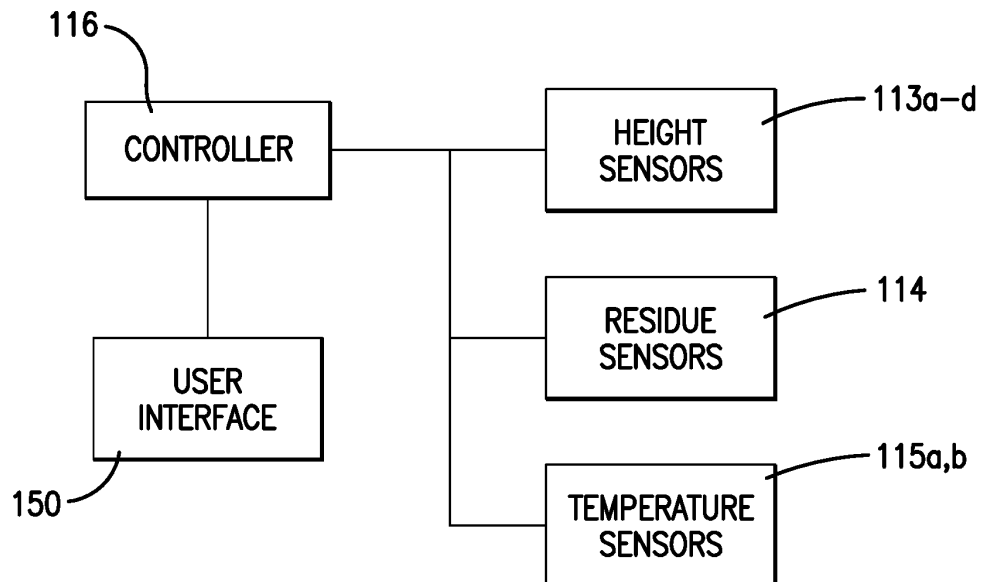 116
CONTROLLER
HEIGHT
SENSORS
113a-d
RESIDUE
SENSORS
114
USER
INTERFACE
150
TEMPERATURE
SENSORS
115a,b